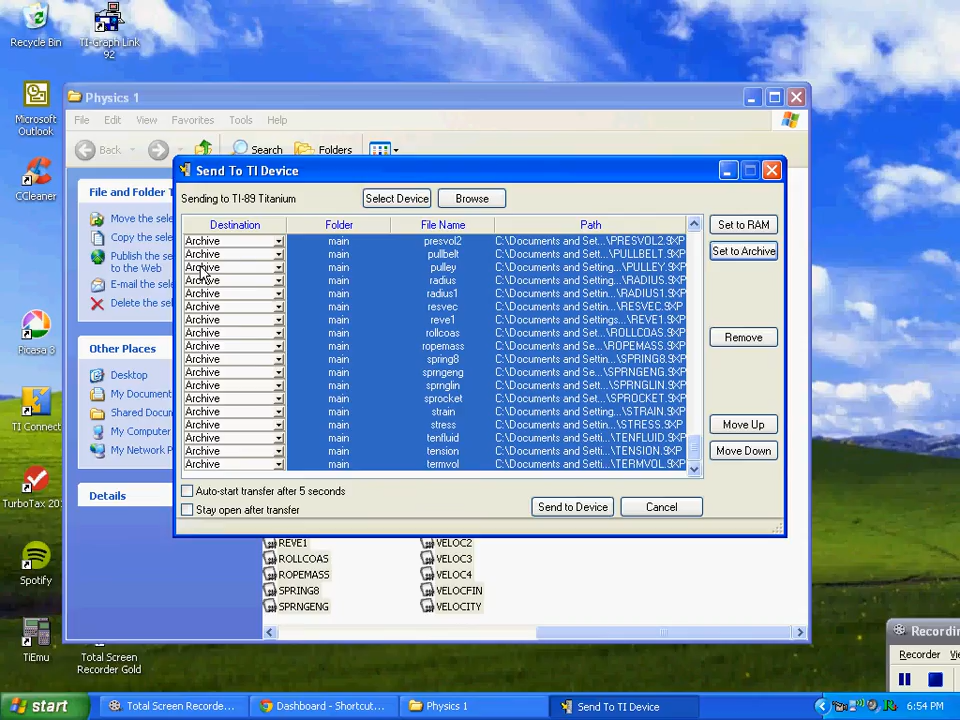 Recycle Bin
TI-Graph Link
92
Microsoft
Outlook
CCleaner
Picasa 3
TI Connect
TurboTax 20
Spotify
TiEmu
Total Screen
Recorder Gold
Physics 1
File Edit View Favorites Tools Help
Back Search Folders
File and Folder
Move the sele
Copy the sele
Publish the se
to the Web
E-mail the sele
Delete the sel
Other Places
Desktop
My Document
Shared Docu
My Computer
My Network P
Details
Send To TI Device
Sending to TI-89 Titanium Select Device Browse
Destination Folder File Name Path
Archive main presvol2 C:\Documents and Set...\PRESVOL2.9XP
Archive main pullbelt C:\Documents and Sett...\PULLBELT.9XP
Archive main pulley C:\Documents and Setting...\PULLEY.9XP
Archive main radius C:\Documents and Setting...\RADIUS.9XP
Archive main radius1 C:\Documents and Settin...\RADIUS1.9XP
Archive main resvec C:\Documents and Settin...\RESVEC.9XP
Archive main reve1 C:\Documents and Settings...\REVE1.9XP
Archive main rollcoas C:\Documents and Set...\ROLLCOAS.9XP
Archive main ropemass C:\Documents and Se...\ROPEMASS.9XP
Archive main spring8 C:\Documents and Settin...\SPRING8.9XP
Archive main sprngeng C:\Documents and Se...\SPRNGENG.9XP
Archive main sprnglin C:\Documents and Set...\SPRNGLIN.9XP
Archive main sprocket C:\Documents and Set...\SPROCKET.9XP
Archive main strain C:\Documents and Setting...\STRAIN.9XP
Archive main stress C:\Documents and Settin...\STRESS.9XP
Archive main tenfluid C:\Documents and Setti...\TENFLUID.9XP
Archive main tension C:\Documents and Setti...\TENSION.9XP
Archive main termvol C:\Documents and Sett...\TERMVOL.9XP
Set to RAM
Set to Archive
Remove
Move Up
Move Down
Auto-start transfer after 5 seconds
Stay open after transfer
Send to Device Cancel
REVE1 VELOC2
ROLLCOAS VELOC3
ROPEMASS VELOC4
SPRING8 VELOCFIN
SPRNGENG VELOCITY
Recordin
Recorder Vi
start Total Screen Recorde... Dashboard - Shortcut... Physics 1 Send To TI Device 6:54 PM